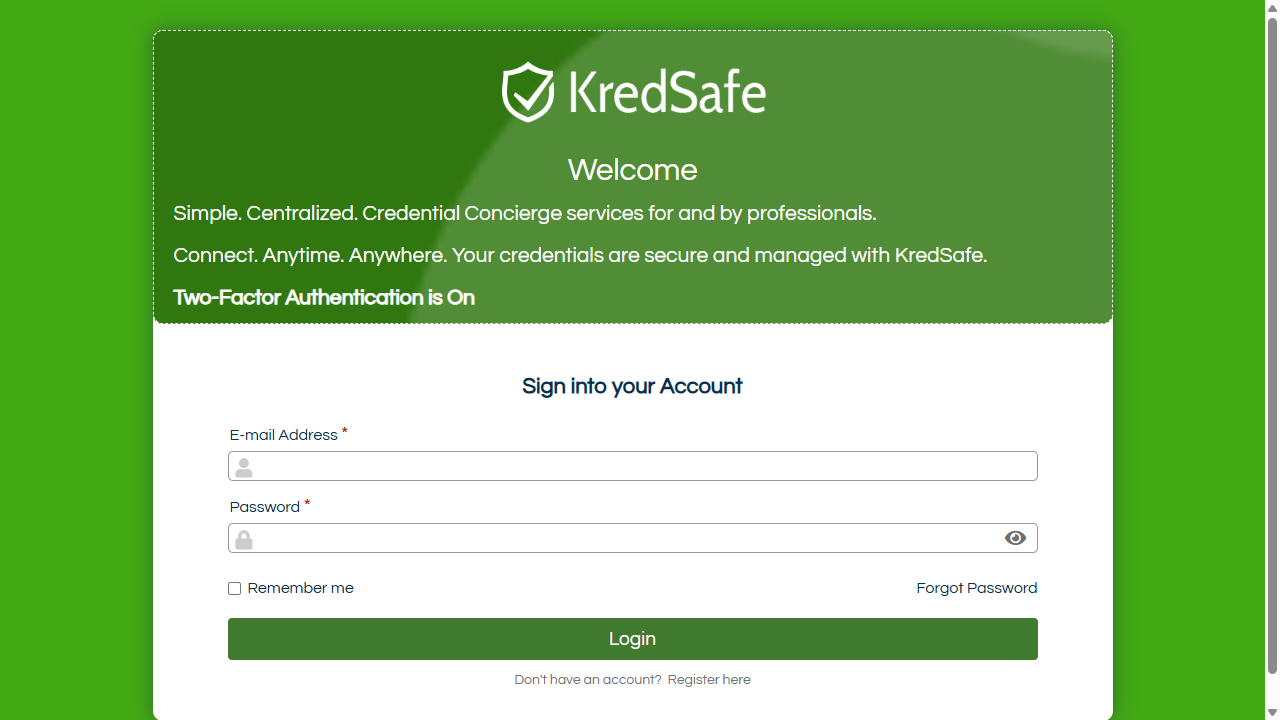 KredSafe
Welcome
Simple. Centralized. Credential Concierge services for and by professionals.
Connect. Anytime. Anywhere. Your credentials are secure and managed with KredSafe.
Two-Factor Authentication is On
Sign into your Account
E-mail Address *
Password *
Remember me Forgot Password
Login
Don't have an account? Register here